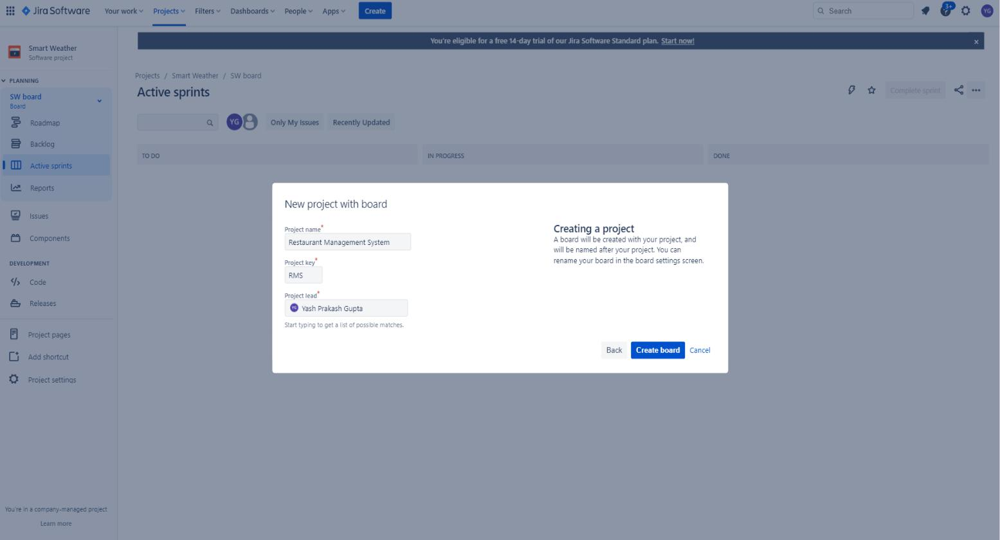 Jira Software
Your work
Projects
Filters
Dashboards
People
Apps
Create
Search
3+
YG
You're eligible for a free 14-day trial of our Jira Software Standard plan. Start now!
Smart Weather
Software project
PLANNING
SW board
Board
Roadmap
Backlog
Active sprints
Reports
Issues
Components
DEVELOPMENT
Code
Releases
Project pages
Add shortcut
Project settings
You're in a company-managed project
Learn more
Projects / Smart Weather / SW board
Active sprints
Complete sprint
YG
Only My Issues
Recently Updated
TO DO
IN PROGRESS
DONE
New project with board
Project name*
Restaurant Management System
Project key*
RMS
Project lead*
YG Yash Prakash Gupta
Start typing to get a list of possible matches.
Creating a project
A board will be created with your project, and
will be named after your project. You can
rename your board in the board settings screen.
Back
Create board
Cancel